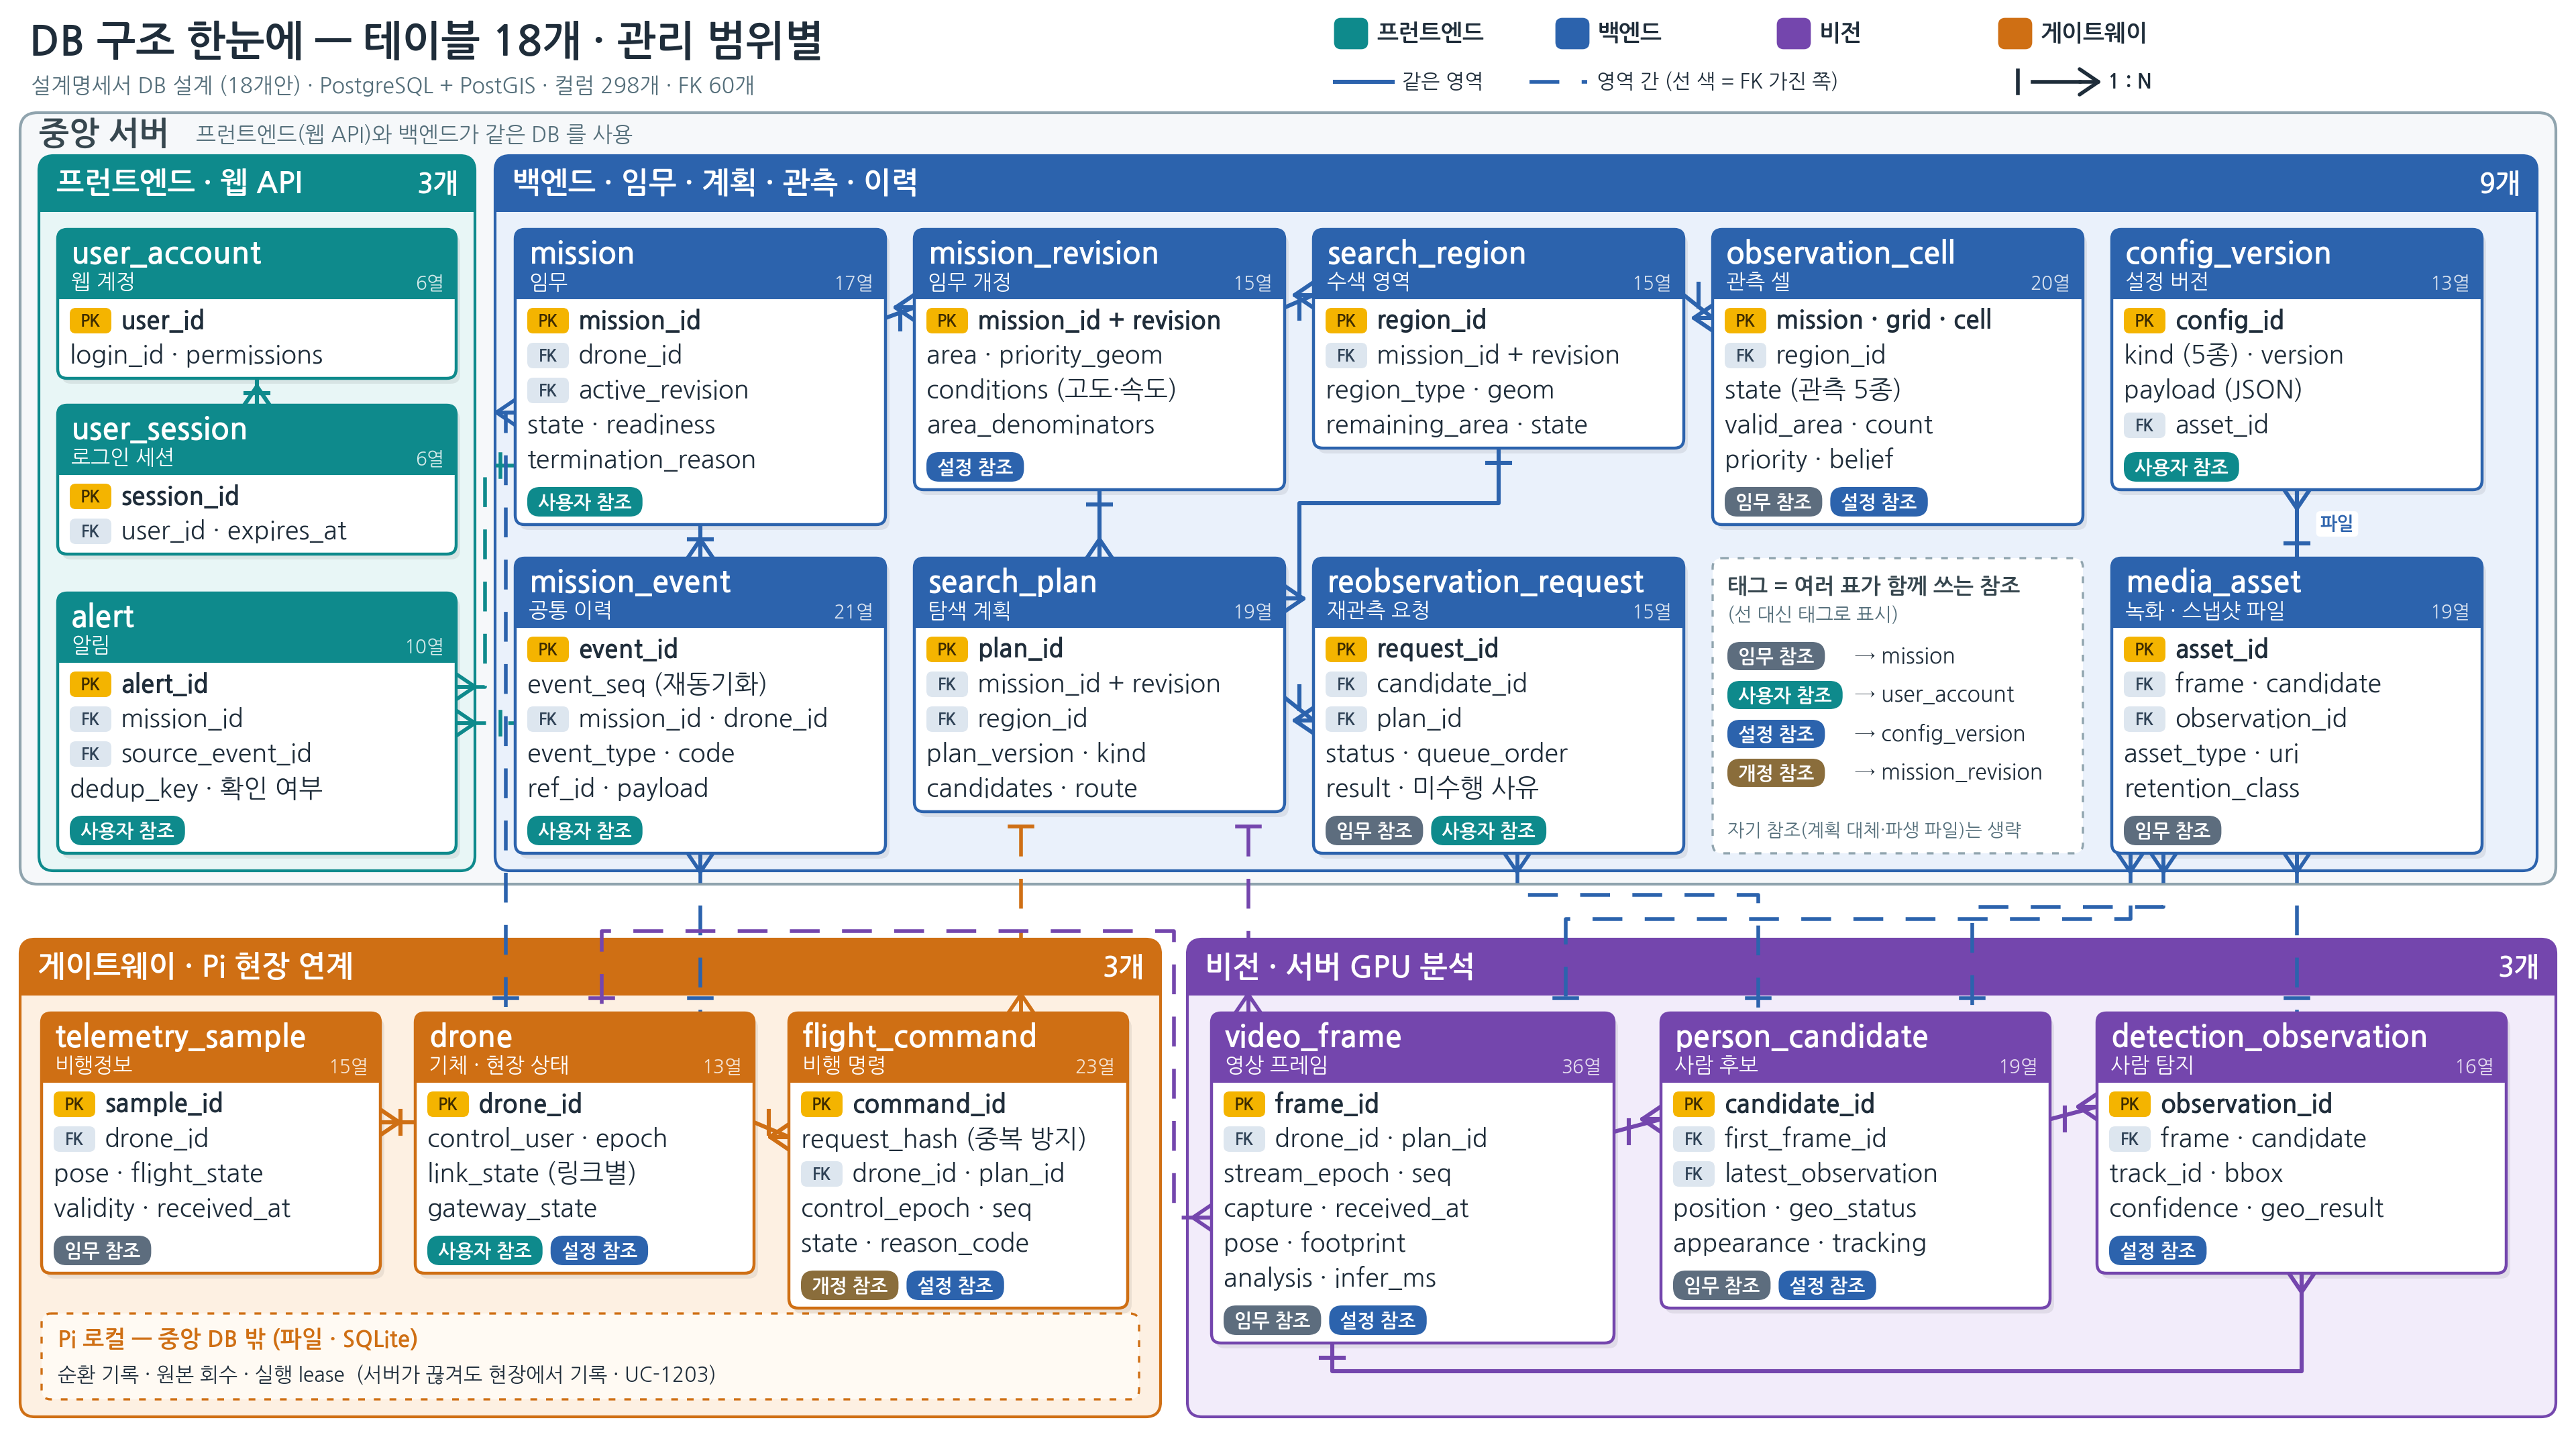 DB 구조 한눈에 — 테이블 18개 · 관리 범위별
설계명세서 DB 설계 (18개안) · PostgreSQL + PostGIS · 컬럼 298개 · FK 60개
프런트엔드
백엔드
비전
게이트웨이
같은 영역
영역 간 (선 색 = FK 가진 쪽)
1 : N
중앙 서버
프런트엔드(웹 API)와 백엔드가 같은 DB 를 사용
프런트엔드 · 웹 API
3개
user_account
웹 계정
6열
PK user_id
login_id · permissions
user_session
로그인 세션
6열
PK session_id
FK user_id · expires_at
alert
알림
10열
PK alert_id
FK mission_id
FK source_event_id
dedup_key · 확인 여부
사용자 참조
백엔드 · 임무 · 계획 · 관측 · 이력
9개
mission
임무
17열
PK mission_id
FK drone_id
FK active_revision
state · readiness
termination_reason
사용자 참조
mission_revision
임무 개정
15열
PK mission_id + revision
area · priority_geom
conditions (고도·속도)
area_denominators
설정 참조
search_region
수색 영역
15열
PK region_id
FK mission_id + revision
region_type · geom
remaining_area · state
observation_cell
관측 셀
20열
PK mission · grid · cell
FK region_id
state (관측 5종)
valid_area · count
priority · belief
임무 참조 설정 참조
config_version
설정 버전
13열
PK config_id
kind (5종) · version
payload (JSON)
FK asset_id
사용자 참조
파일
mission_event
공통 이력
21열
PK event_id
event_seq (재동기화)
FK mission_id · drone_id
event_type · code
ref_id · payload
사용자 참조
search_plan
탐색 계획
19열
PK plan_id
FK mission_id + revision
FK region_id
plan_version · kind
candidates · route
reobservation_request
재관측 요청
15열
PK request_id
FK candidate_id
FK plan_id
status · queue_order
result · 미수행 사유
임무 참조 사용자 참조
태그 = 여러 표가 함께 쓰는 참조
(선 대신 태그로 표시)
임무 참조 → mission
사용자 참조 → user_account
설정 참조 → config_version
개정 참조 → mission_revision
자기 참조(계획 대체·파생 파일)는 생략
media_asset
녹화 · 스냅샷 파일
19열
PK asset_id
FK frame · candidate
FK observation_id
asset_type · uri
retention_class
임무 참조
게이트웨이 · Pi 현장 연계
3개
telemetry_sample
비행정보
15열
PK sample_id
FK drone_id
pose · flight_state
validity · received_at
임무 참조
drone
기체 · 현장 상태
13열
PK drone_id
control_user · epoch
link_state (링크별)
gateway_state
사용자 참조 설정 참조
flight_command
비행 명령
23열
PK command_id
request_hash (중복 방지)
FK drone_id · plan_id
control_epoch · seq
state · reason_code
개정 참조 설정 참조
Pi 로컬 — 중앙 DB 밖 (파일 · SQLite)
순환 기록 · 원본 회수 · 실행 lease (서버가 끊겨도 현장에서 기록 · UC-1203)
비전 · 서버 GPU 분석
3개
video_frame
영상 프레임
36열
PK frame_id
FK drone_id · plan_id
stream_epoch · seq
capture · received_at
pose · footprint
analysis · infer_ms
임무 참조 설정 참조
person_candidate
사람 후보
19열
PK candidate_id
FK first_frame_id
FK latest_observation
position · geo_status
appearance · tracking
임무 참조 설정 참조
detection_observation
사람 탐지
16열
PK observation_id
FK frame · candidate
track_id · bbox
confidence · geo_result
설정 참조